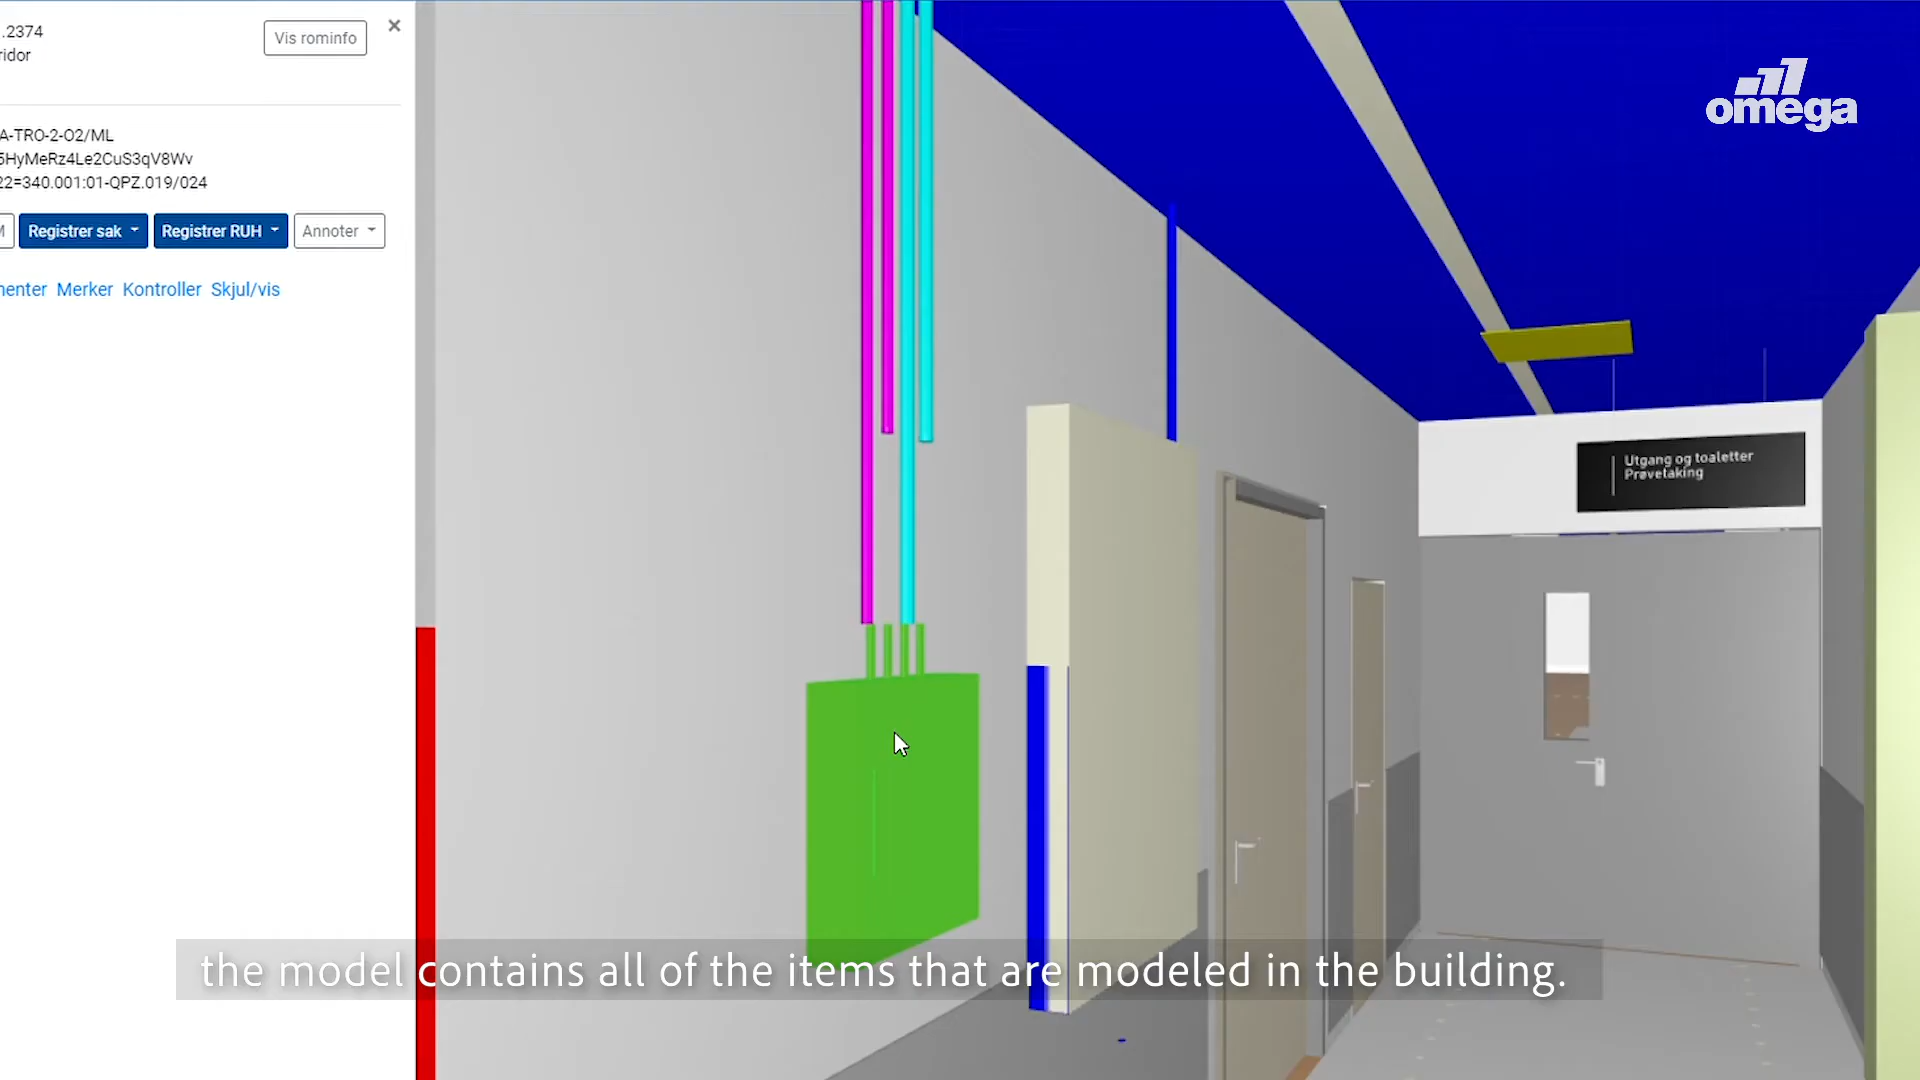 .2374
ridor
Vis rominfo
×
A-TRO-2-O2/ML
5HyMeRz4Le2CuS3qV8Wv
22=340.001:01-QPZ.019/024
Registrer sak
Registrer RUH
Annoter
nenter Merker Kontroller Skjul/vis
omega
Utgang og toaletter
Prøvetaking
the model contains all of the items that are modeled in the building.